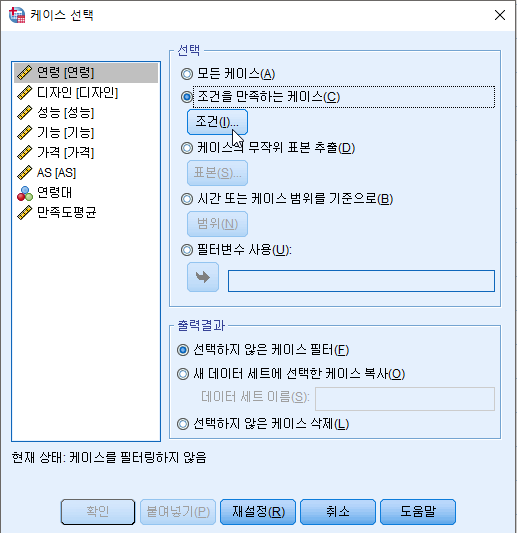 케이스 선택
연령 [연령]
디자인 [디자인]
성능 [성능]
기능 [기능]
가격 [가격]
AS [AS]
연령대
만족도평균
선택
모든 케이스(A)
조건을 만족하는 케이스(C)
조건(I)...
케이스의 무작위 표본 추출(D)
표본(S)...
시간 또는 케이스 범위를 기준으로(B)
범위(N)
필터변수 사용(U):
출력결과
선택하지 않은 케이스 필터(F)
새 데이터 세트에 선택한 케이스 복사(O)
데이터 세트 이름(S):
선택하지 않은 케이스 삭제(L)
현재 상태: 케이스를 필터링하지 않음
확인 붙여넣기(P) 재설정(R) 취소 도움말